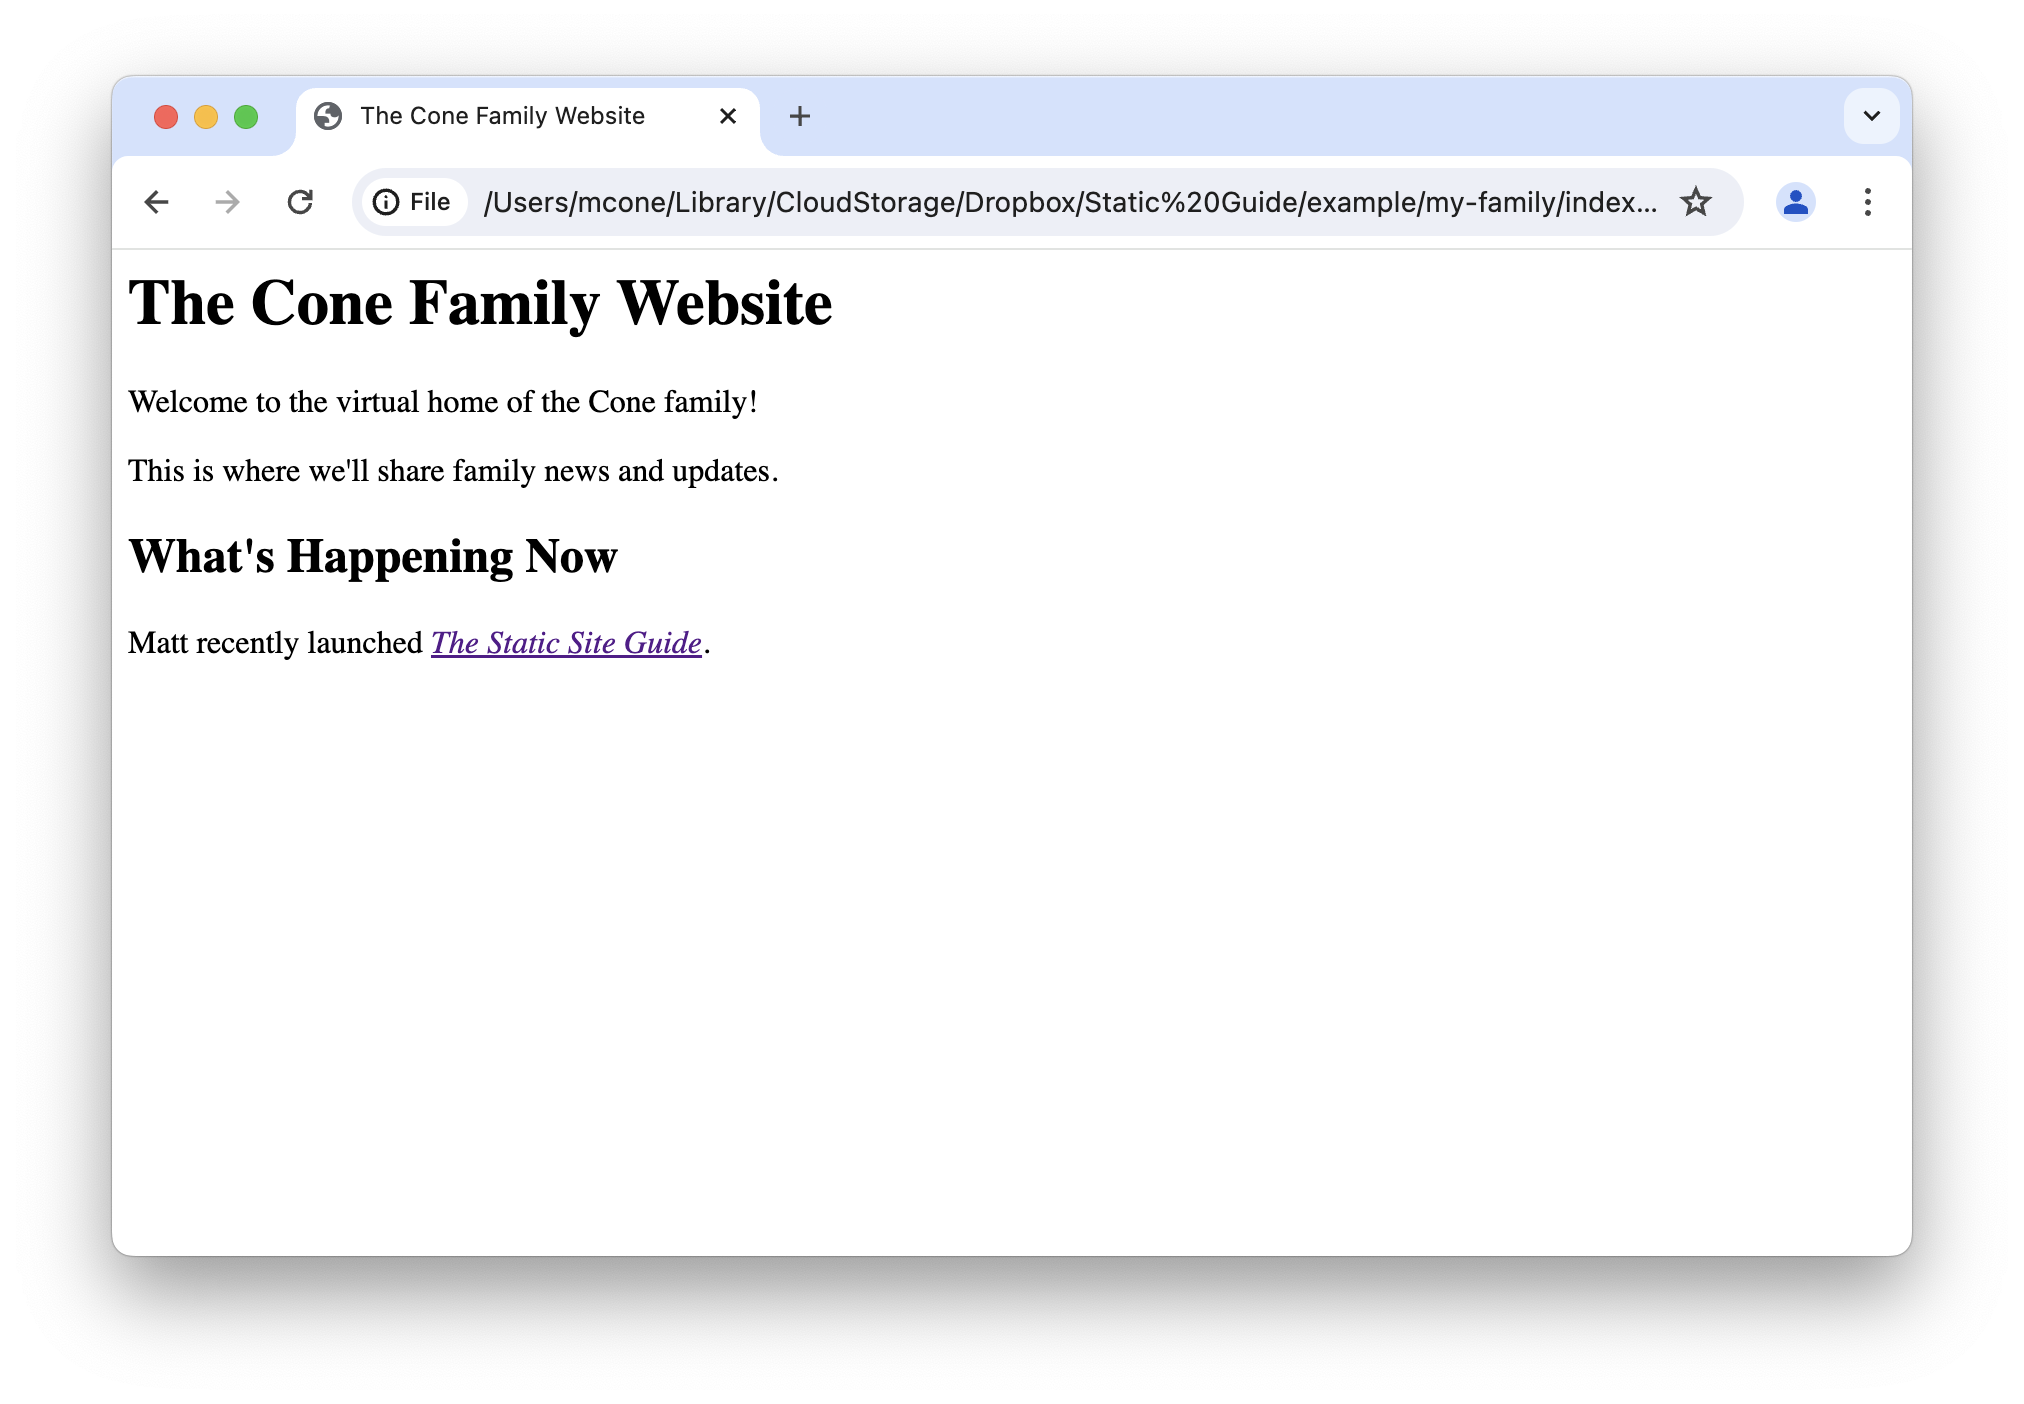 The Cone Family Website
File /Users/mcone/Library/CloudStorage/Dropbox/Static%20Guide/example/my-family/index...
The Cone Family Website
Welcome to the virtual home of the Cone family!
This is where we'll share family news and updates.
What's Happening Now
Matt recently launched The Static Site Guide.